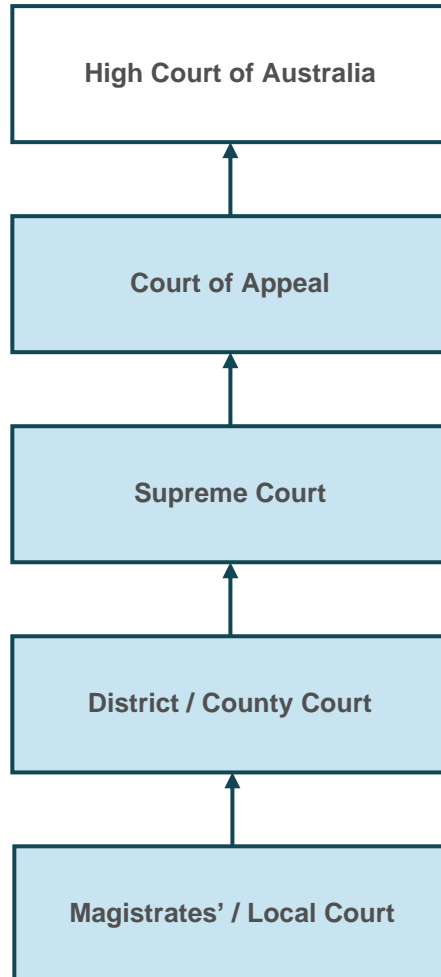 High Court of Australia
Court of Appeal
Supreme Court
District / County Court
Magistrates’ / Local Court